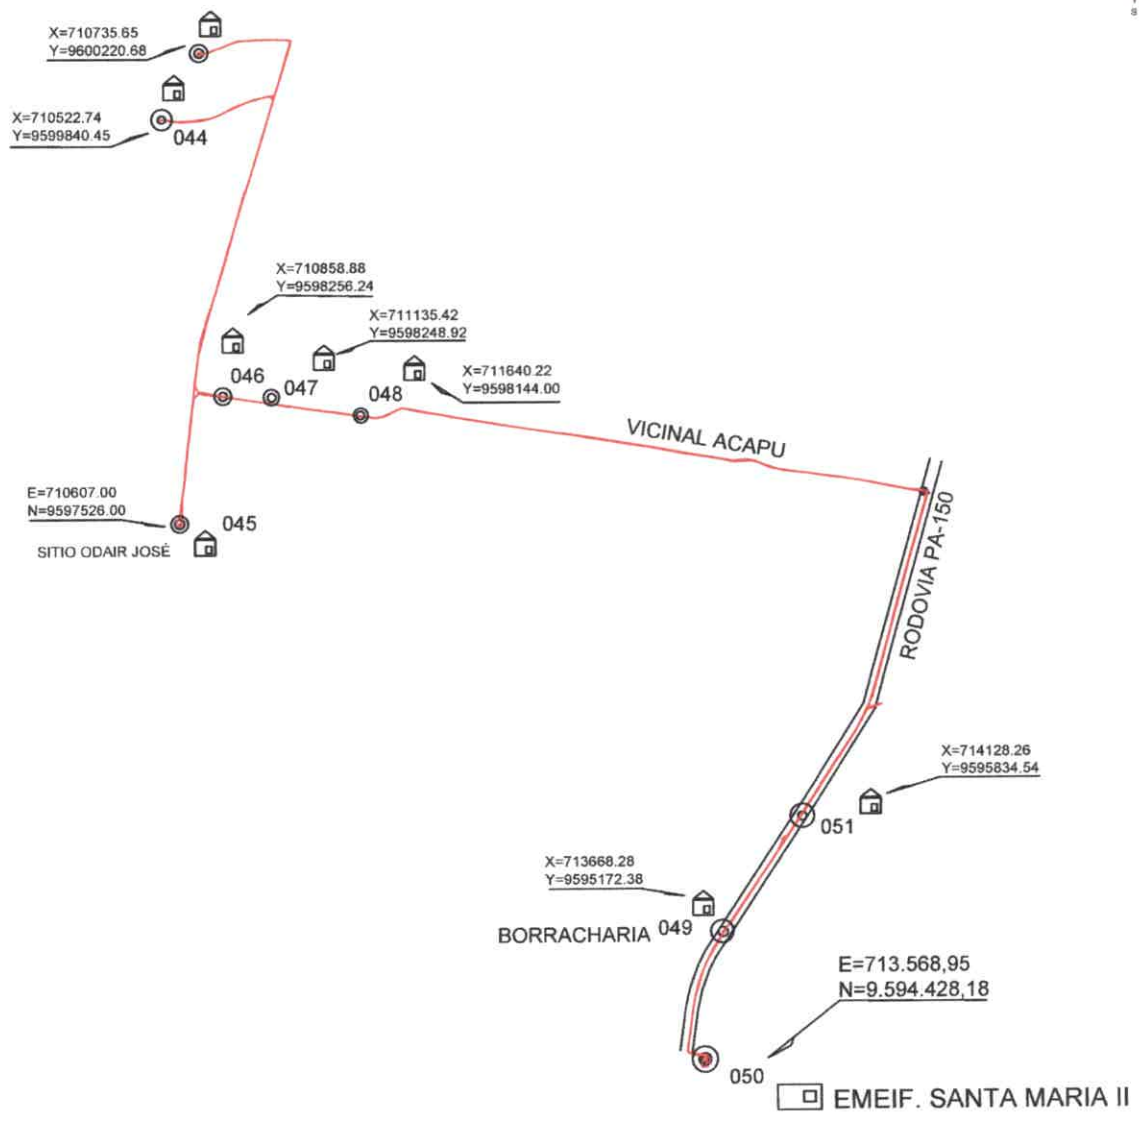 X=710735.65
Y=9600220.68
X=710522.74
Y=9599840.45
044
X=710858.88
Y=9598256.24
X=711135.42
Y=9598248.92
X=711640.22
Y=9598144.00
046
047
048
VICINAL ACAPU
E=710607.00
N=9597526.00
045
SITIO ODAIR JOSÉ
RODOVIA PA-150
X=714128.26
Y=9595834.54
051
X=713668.28
Y=9595172.38
049
BORRACHARIA
E=713.568,95
N=9.594.428,18
050
EMEIF. SANTA MARIA II